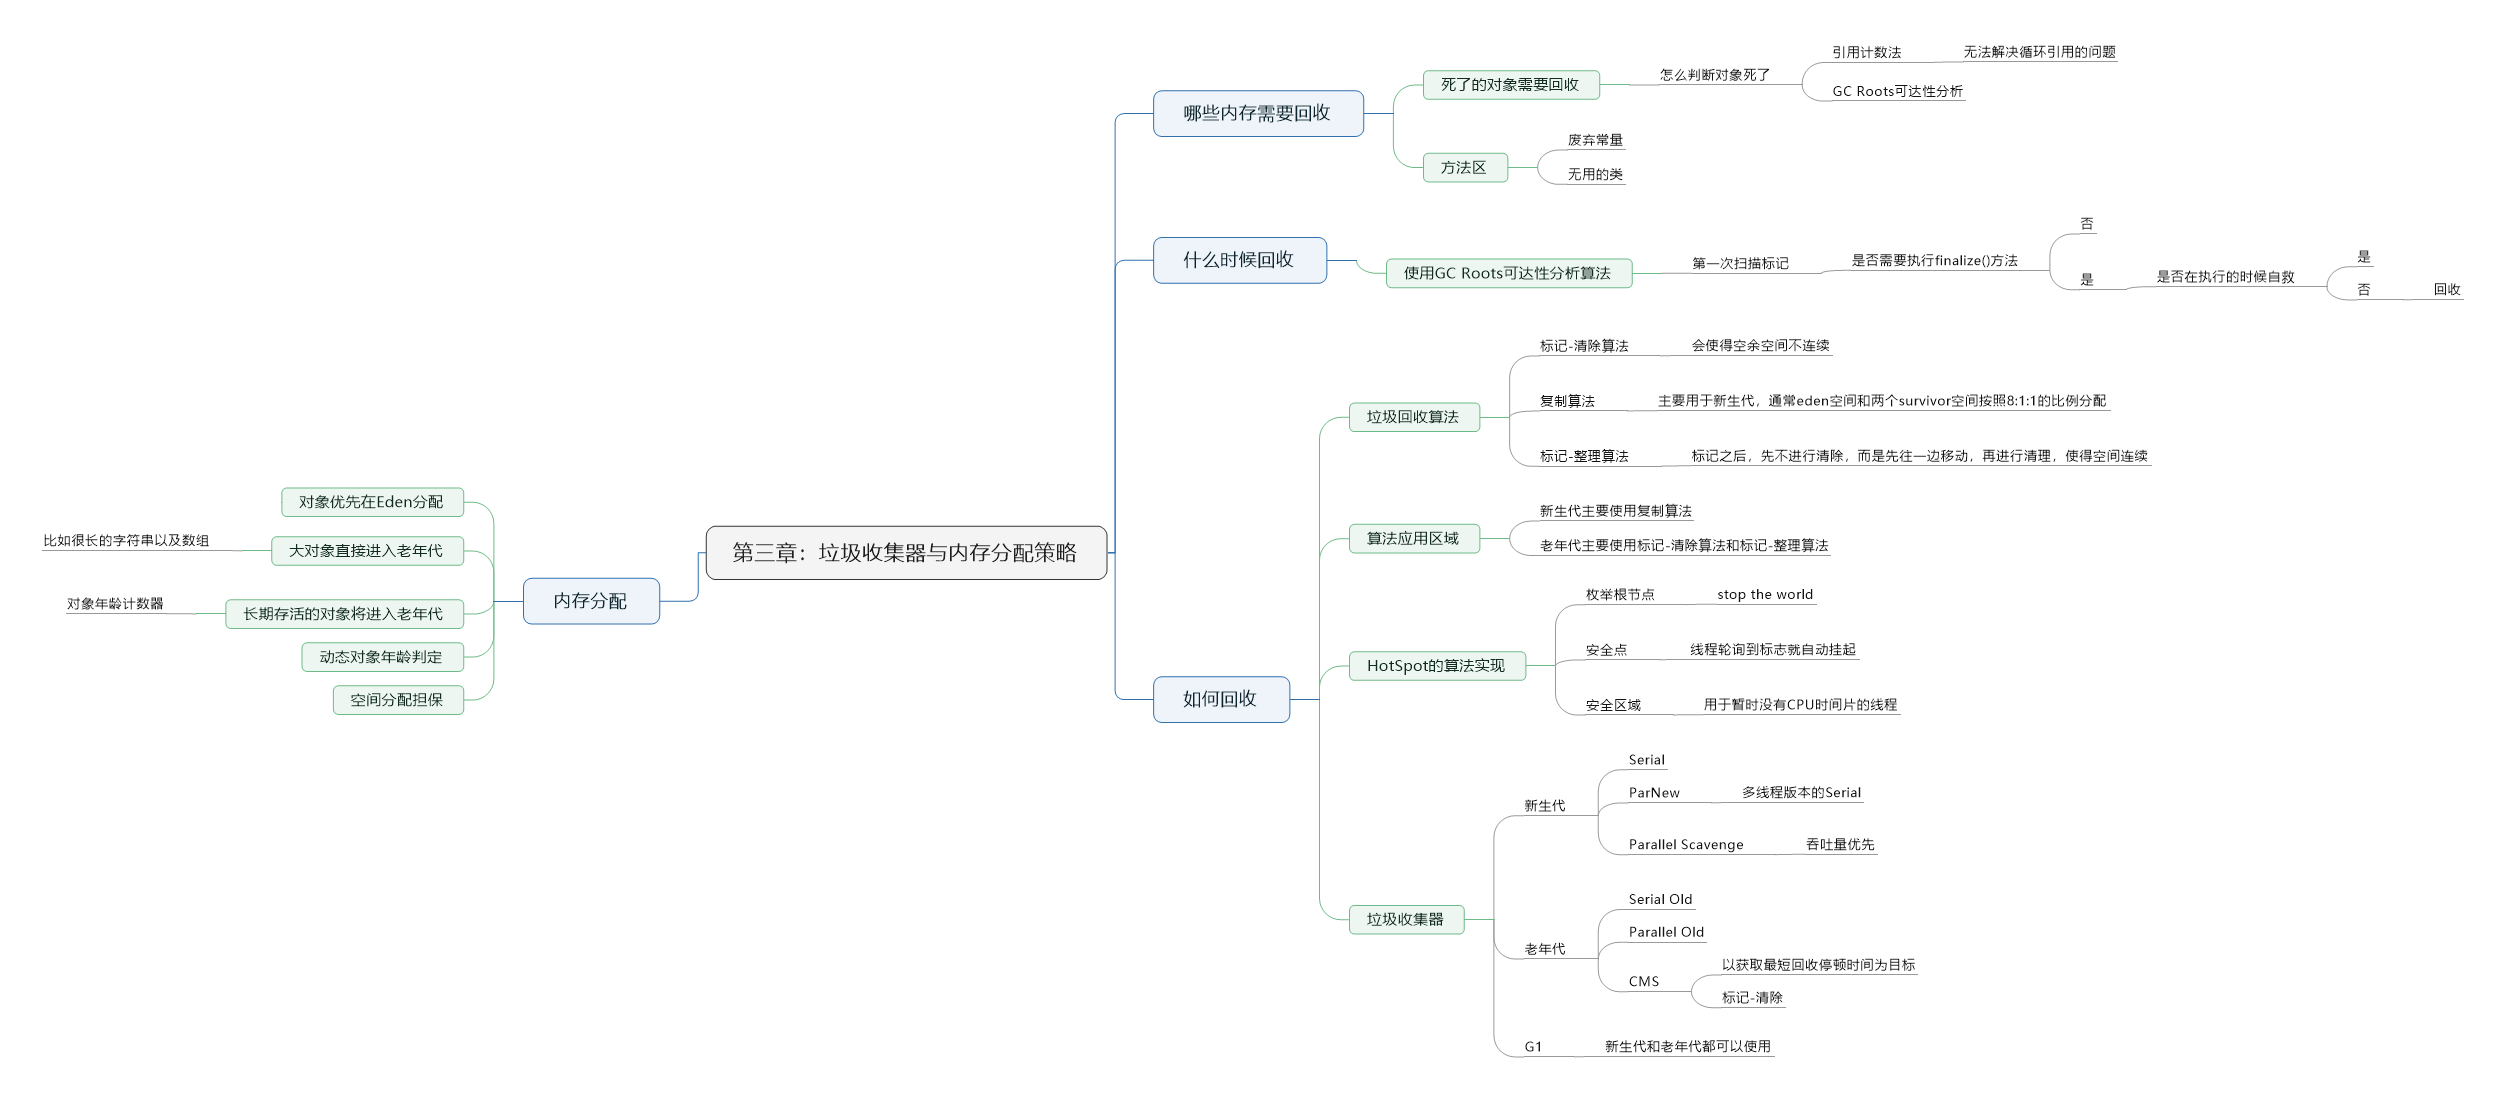 第三章：垃圾收集器与内存分配策略
哪些内存需要回收
死了的对象需要回收
怎么判断对象死了
引用计数法
无法解决循环引用的问题
GC Roots可达性分析
方法区
废弃常量
无用的类
什么时候回收
使用GC Roots可达性分析算法
第一次扫描标记
是否需要执行finalize()方法
否
是
是否在执行的时候自救
是
否
回收
如何回收
垃圾回收算法
标记-清除算法
会使得空余空间不连续
复制算法
主要用于新生代，通常eden空间和两个survivor空间按照8:1:1的比例分配
标记-整理算法
标记之后，先不进行清除，而是先往一边移动，再进行清理，使得空间连续
算法应用区域
新生代主要使用复制算法
老年代主要使用标记-清除算法和标记-整理算法
HotSpot的算法实现
枚举根节点
stop the world
安全点
线程轮询到标志就自动挂起
安全区域
用于暂时没有CPU时间片的线程
垃圾收集器
新生代
Serial
ParNew
多线程版本的Serial
Parallel Scavenge
吞吐量优先
老年代
Serial Old
Parallel Old
CMS
以获取最短回收停顿时间为目标
标记-清除
G1
新生代和老年代都可以使用
内存分配
对象优先在Eden分配
大对象直接进入老年代
比如很长的字符串以及数组
长期存活的对象将进入老年代
对象年龄计数器
动态对象年龄判定
空间分配担保